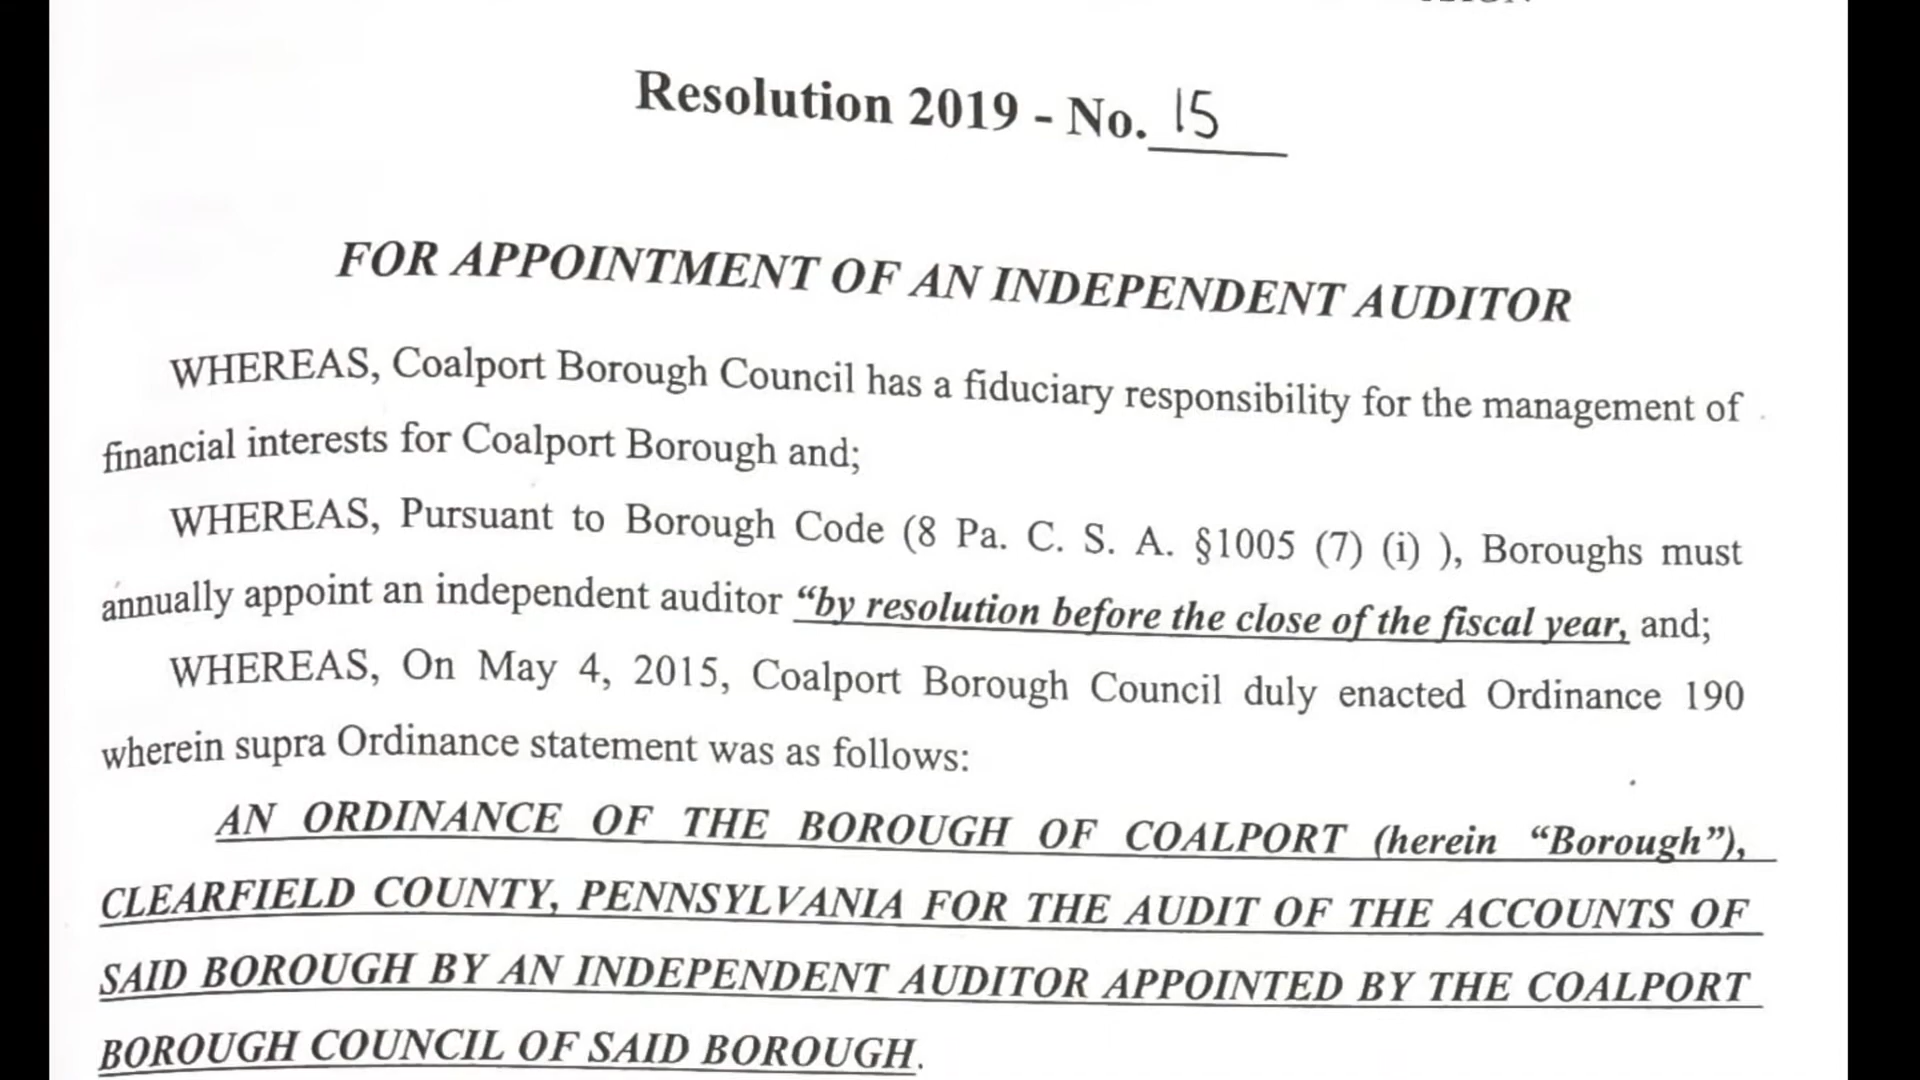 Resolution 2019 - No. 15
FOR APPOINTMENT OF AN INDEPENDENT AUDITOR
WHEREAS, Coalport Borough Council has a fiduciary responsibility for the management of
financial interests for Coalport Borough and;
WHEREAS, Pursuant to Borough Code (8 Pa. C. S. A. §1005 (7) (i) ), Boroughs must
annually appoint an independent auditor “by resolution before the close of the fiscal year, and;
WHEREAS, On May 4, 2015, Coalport Borough Council duly enacted Ordinance 190
wherein supra Ordinance statement was as follows:
AN ORDINANCE OF THE BOROUGH OF COALPORT (herein “Borough”),
CLEARFIELD COUNTY, PENNSYLVANIA FOR THE AUDIT OF THE ACCOUNTS OF
SAID BOROUGH BY AN INDEPENDENT AUDITOR APPOINTED BY THE COALPORT
BOROUGH COUNCIL OF SAID BOROUGH.